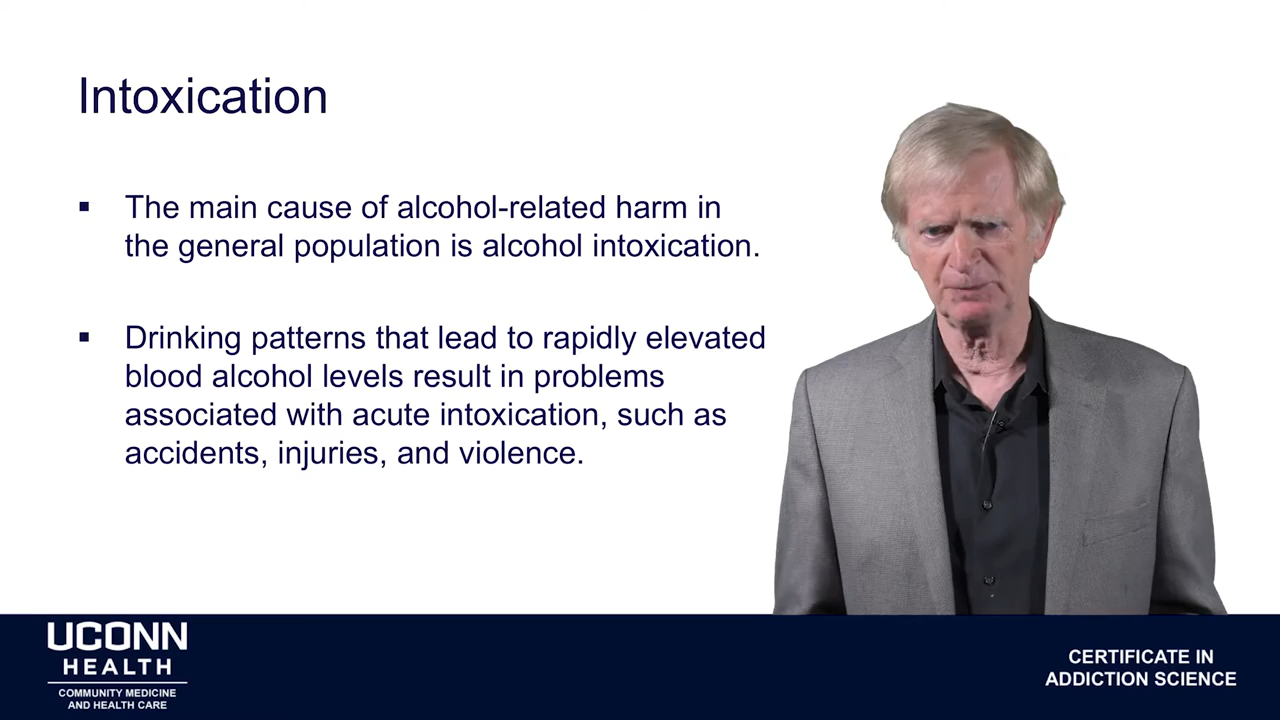 Intoxication
▪ The main cause of alcohol-related harm in
the general population is alcohol intoxication.
▪ Drinking patterns that lead to rapidly elevated
blood alcohol levels result in problems
associated with acute intoxication, such as
accidents, injuries, and violence.
UCONN
HEALTH
COMMUNITY MEDICINE
AND HEALTH CARE
CERTIFICATE IN
ADDICTION SCIENCE